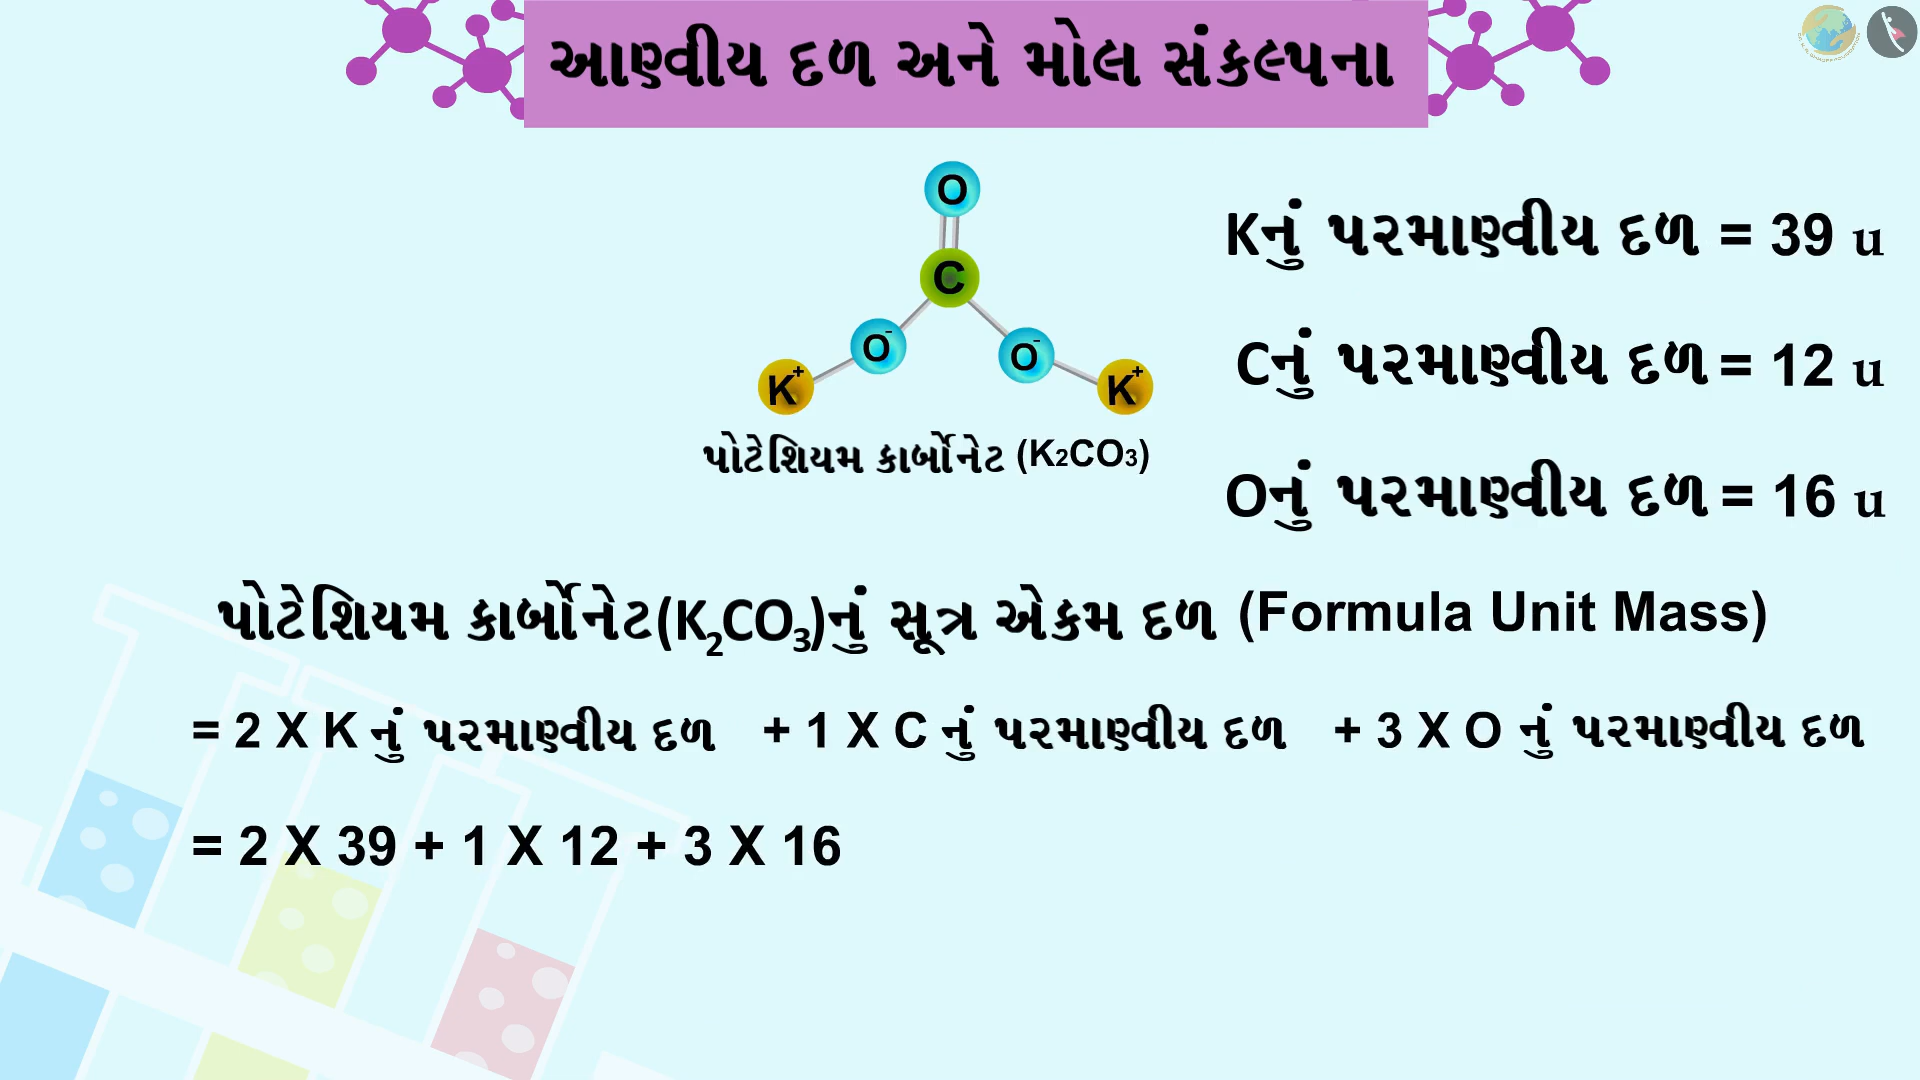 આણ્વીય દળ અને મોલ સંકલ્પના
O
C
O⁻ O⁻
K⁺ K⁺
પોટેશિયમ કાર્બોનેટ (K₂CO₃)
Kનું પરમાણ્વીય દળ = 39 u
Cનું પરમાણ્વીય દળ = 12 u
Oનું પરમાણ્વીય દળ = 16 u
પોટેશિયમ કાર્બોનેટ(K₂CO₃)નું સૂત્ર એકમ દળ (Formula Unit Mass)
= 2 X K નું પરમાણ્વીય દળ + 1 X C નું પરમાણ્વીય દળ + 3 X O નું પરમાણ્વીય દળ
= 2 X 39 + 1 X 12 + 3 X 16